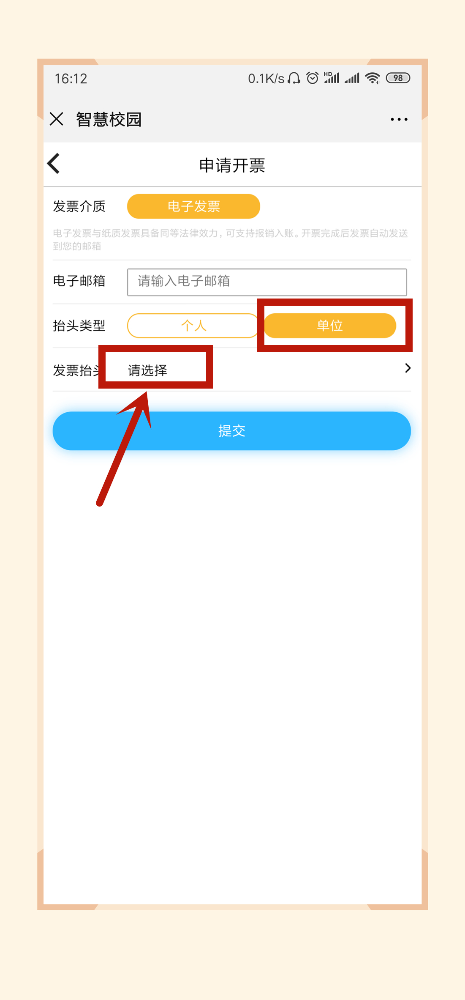 16:12 0.1K/s HD 98
智慧校园
申请开票
发票介质 电子发票
电子发票与纸质发票具备同等法律效力，可支持报销入账。开票完成后发票自动发送
到您的邮箱
电子邮箱 请输入电子邮箱
抬头类型 个人 单位
发票抬头 请选择
提交